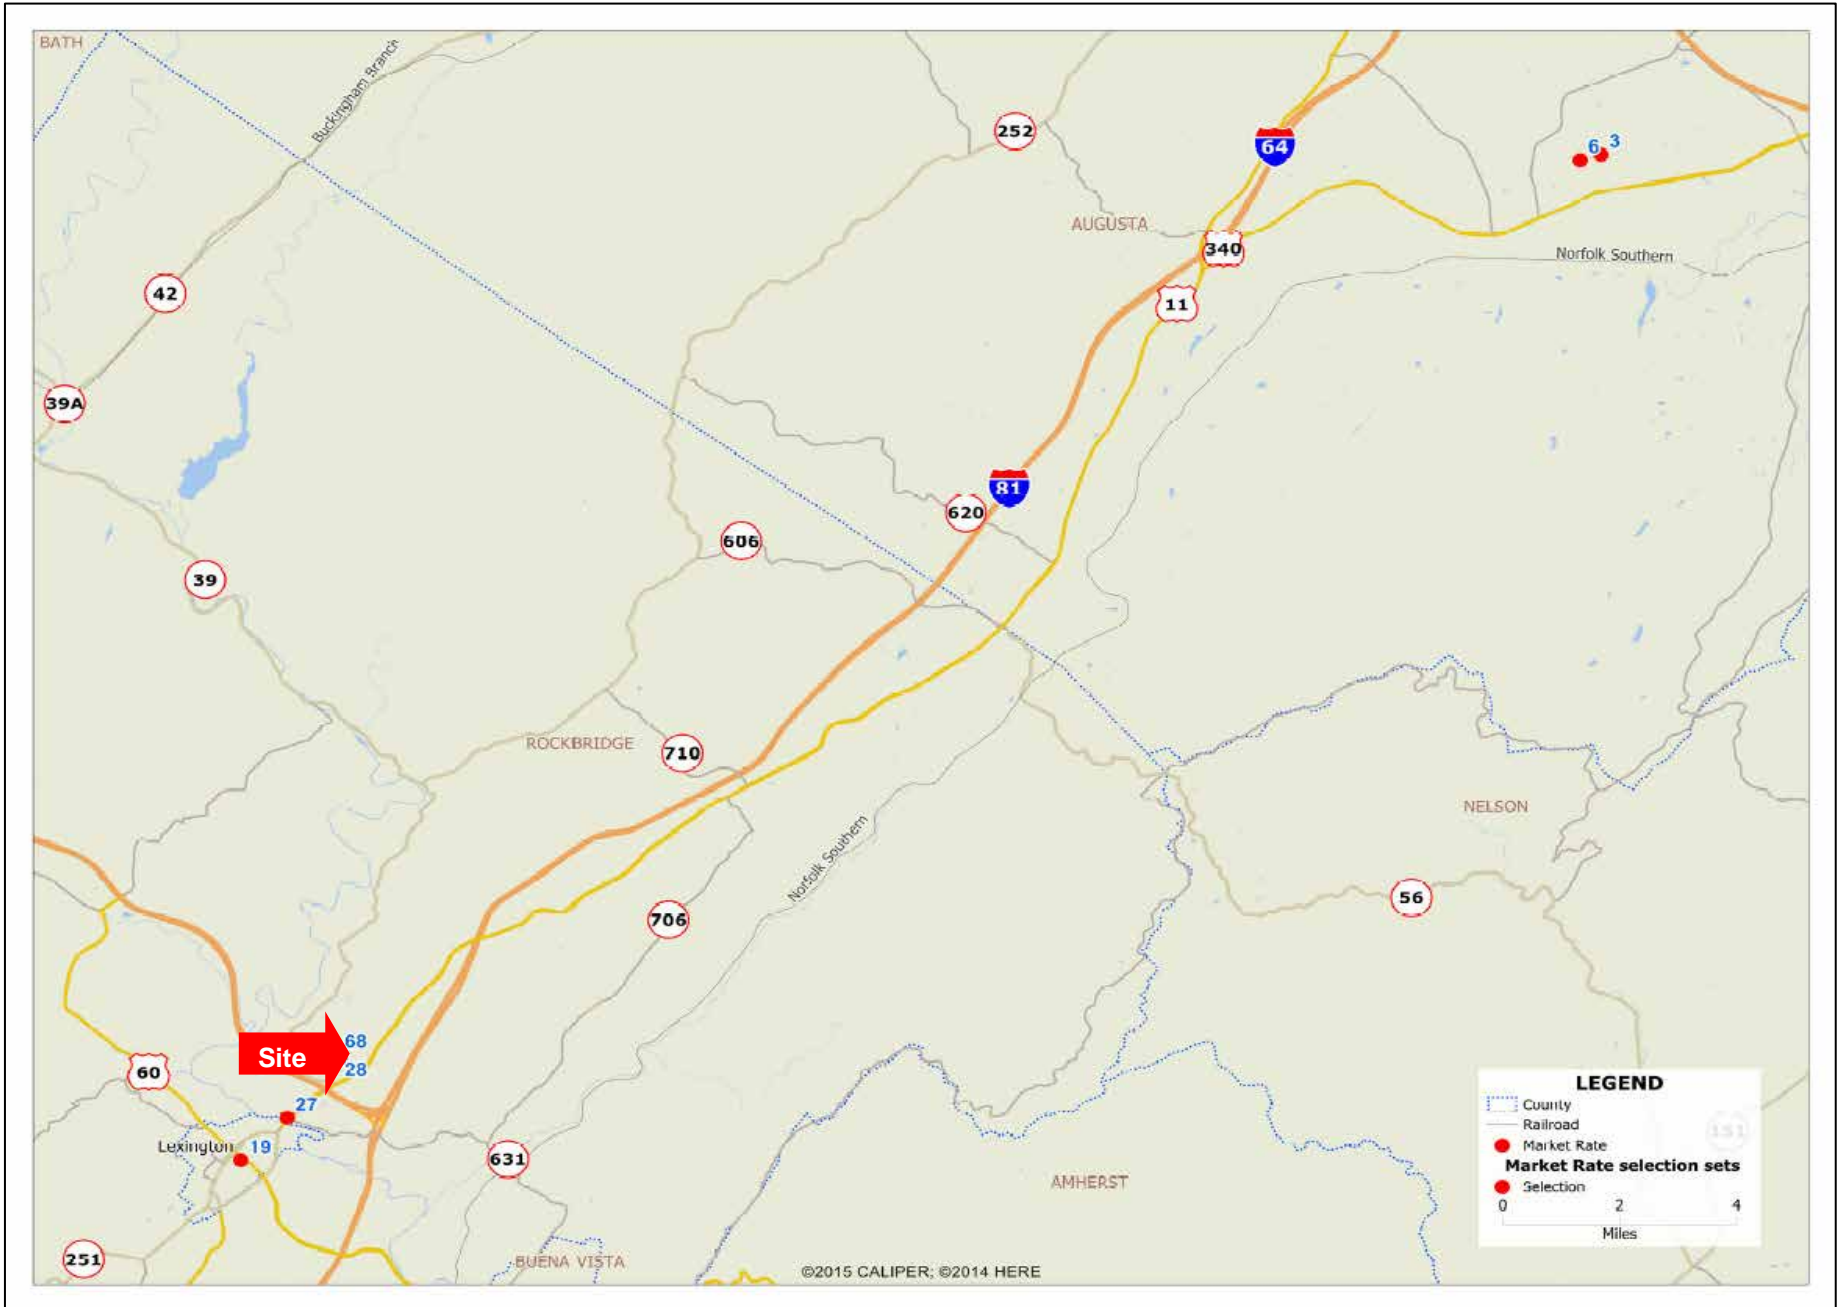 BATH
Buckingham Branch
252
64
6
3
AUGUSTA
340
Norfolk Southern
42
11
39A
81
620
606
39
ROCKBRIDGE
710
NELSON
Norfolk Southern
56
706
Site
68
28
60
27
Lexington
19
631
AMHERST
251
BUENA VISTA
©2015 CALIPER; ©2014 HERE
LEGEND
County
Railroad
151
Market Rate
Market Rate selection sets
Selection
0 2 4
Miles